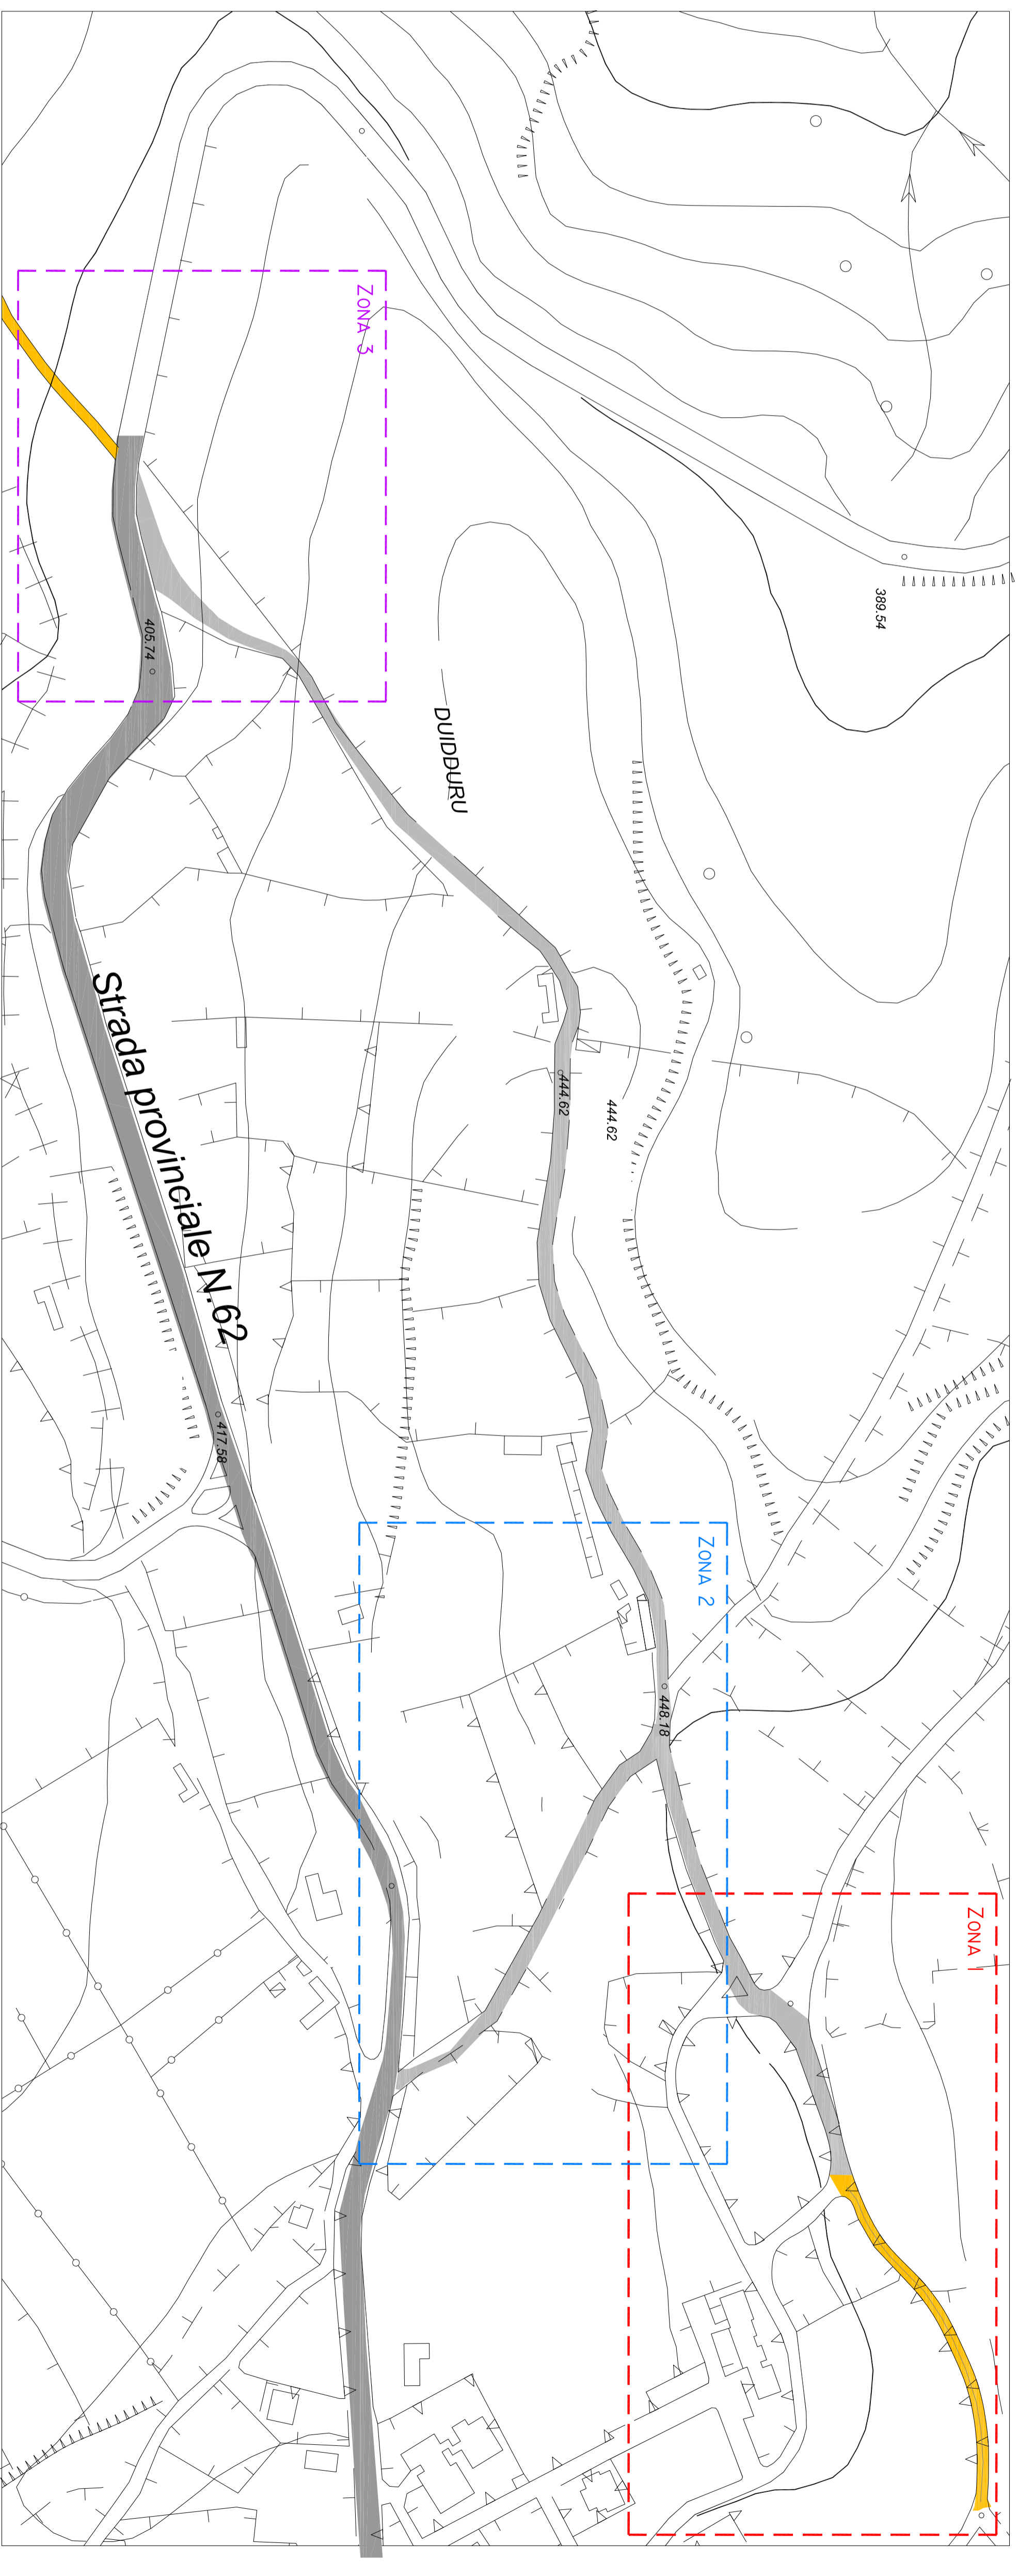 ZONA 3
389.54
405.74
DUIDDURU
Strada provinciale N.62
444.62
444.62
417.58
ZONA 2
448.18
ZONA 1